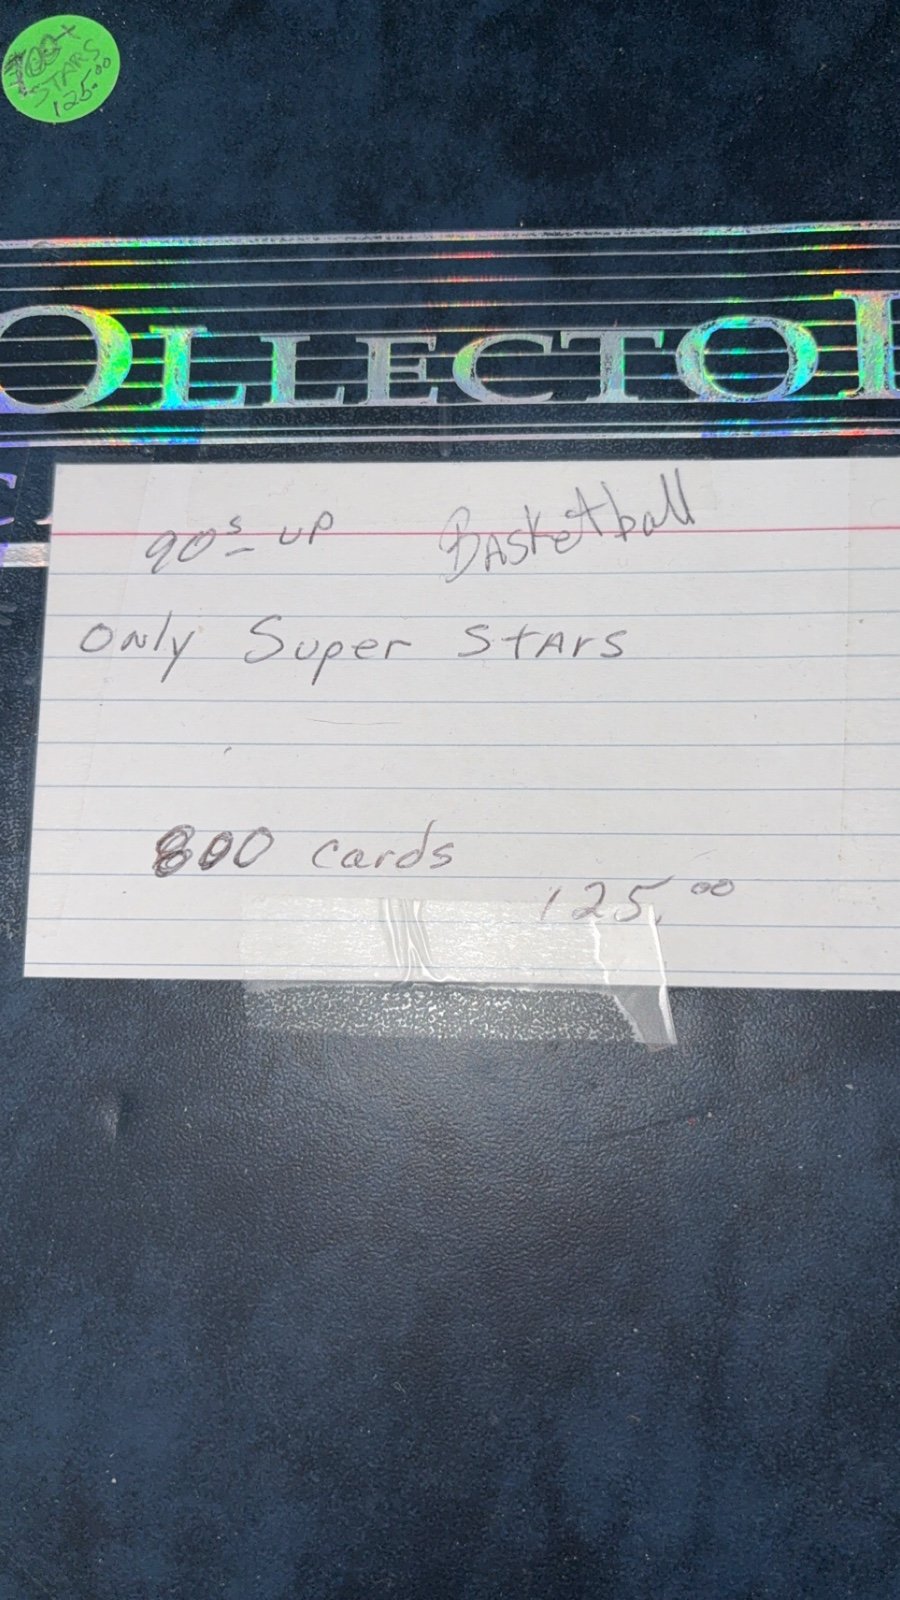 700+
STARS
125.00
OLLECTO
90s up Basketball
Only Super Stars
800 cards
125.00